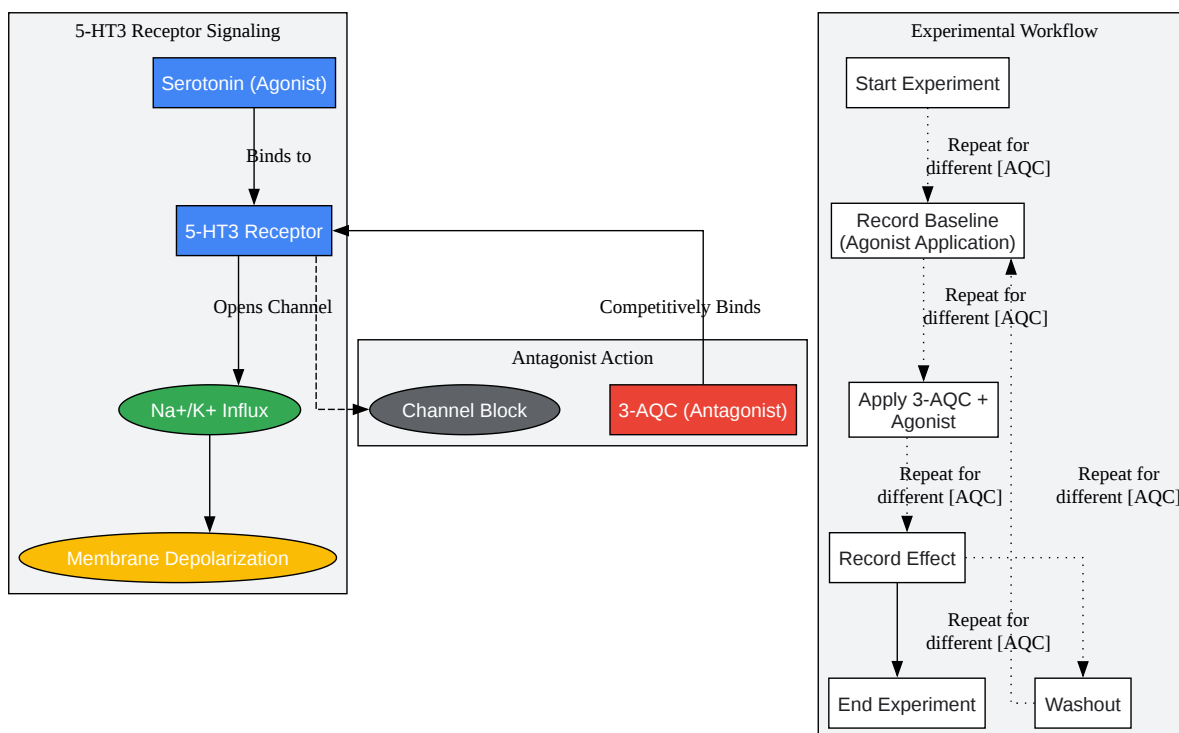 5-HT3 Receptor Signaling
Serotonin (Agonist)
Binds to
5-HT3 Receptor
Opens Channel
Na+/K+ Influx
Membrane Depolarization
Competitively Binds
Antagonist Action
Channel Block
3-AQC (Antagonist)
Experimental Workflow
Start Experiment
Repeat for
different [AQC]
Record Baseline
(Agonist Application)
Repeat for
different [AQC]
Apply 3-AQC +
Agonist
Repeat for
different [AQC]
Repeat for
different [AQC]
Record Effect
Repeat for
different [AQC]
End Experiment
Washout